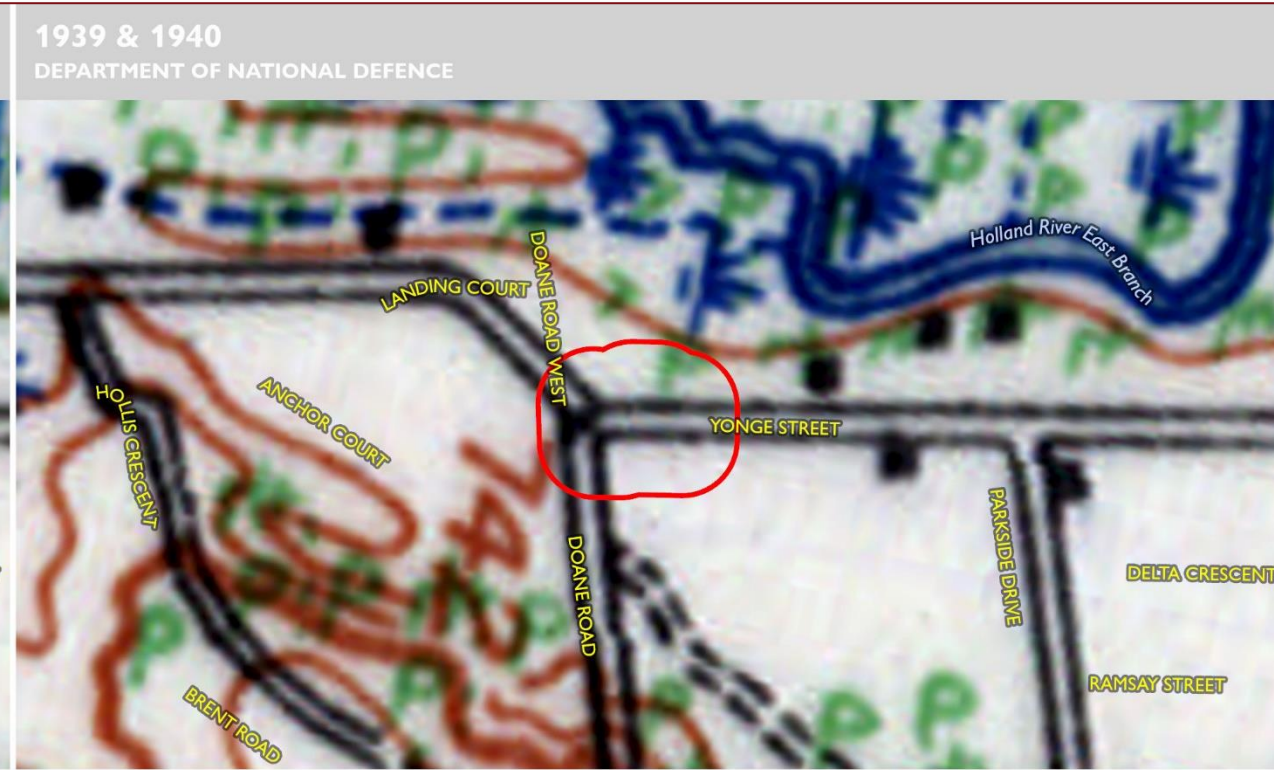 1939 & 1940
DEPARTMENT OF NATIONAL DEFENCE
Holland River East Branch
DOANE ROAD WEST
LANDING COURT
HOLLIS CRESCENT
ANCHOR COURT
YONGE STREET
74
PARKSIDE DRIVE
DOANE ROAD
DELTA CRESCENT
RAMSAY STREET
BRENT ROAD
P
P
P
P
P
P
P
P
P